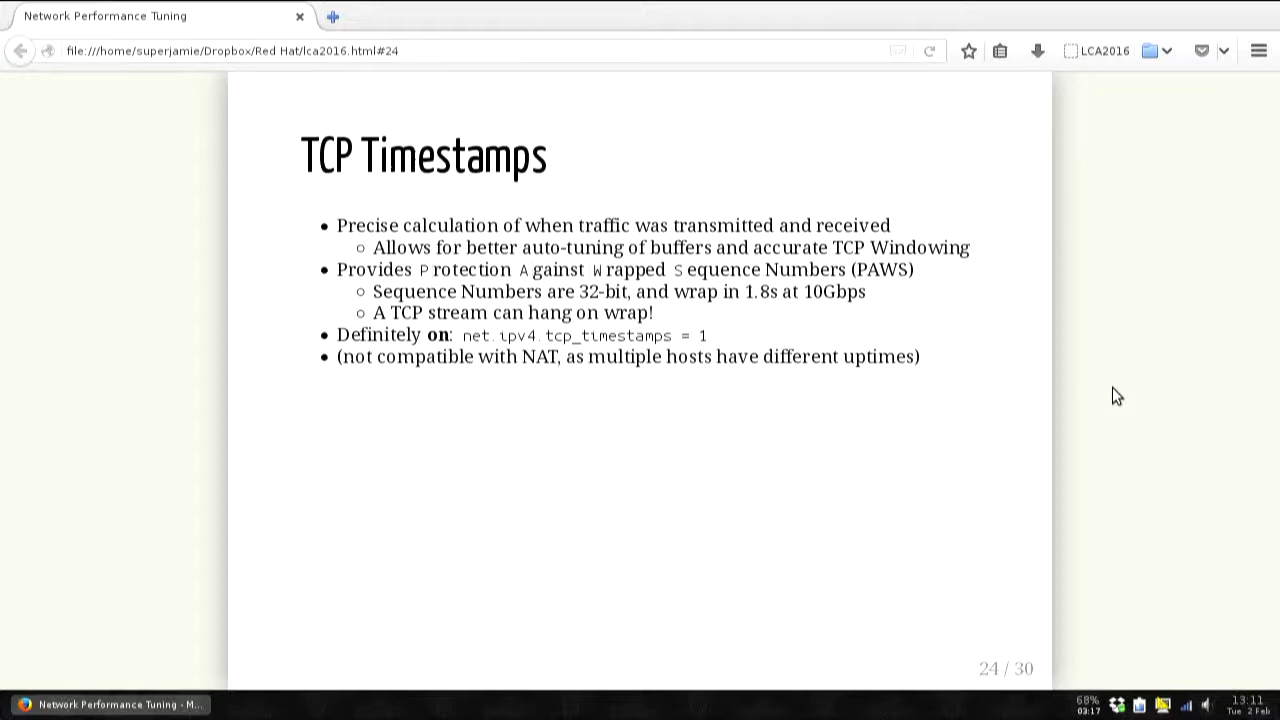 Network Performance Tuning
file:///home/superjamie/Dropbox/Red Hat/lca2016.html#24
LCA2016
TCP Timestamps
• Precise calculation of when traffic was transmitted and received
○ Allows for better auto-tuning of buffers and accurate TCP Windowing
• Provides Protection Against Wrapped Sequence Numbers (PAWS)
○ Sequence Numbers are 32-bit, and wrap in 1.8s at 10Gbps
○ A TCP stream can hang on wrap!
• Definitely on: net.ipv4.tcp_timestamps = 1
• (not compatible with NAT, as multiple hosts have different uptimes)
24 / 30
Network Performance Tuning - M...
68%
03:17
13:11
Tue 2 Feb